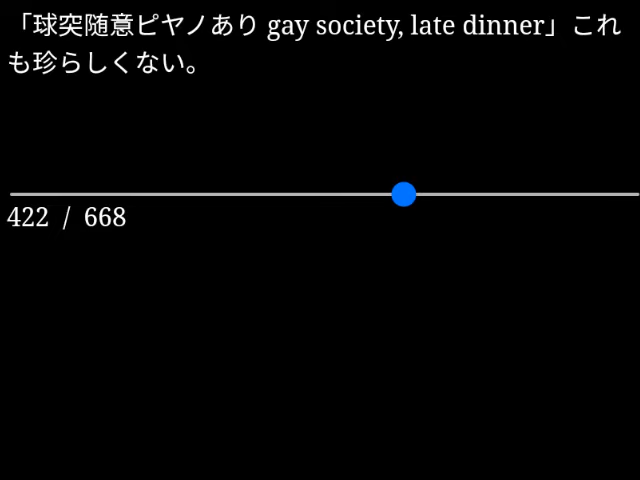 「球突随意ピヤノあり gay society, late dinner」これ
も珍らしくない。
422 / 668